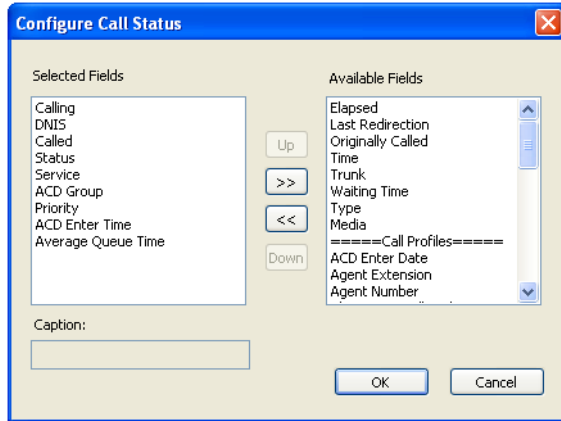 Configure Call Status
Selected Fields
Calling
DNIS
Called
Status
Service
ACD Group
Priority
ACD Enter Time
Average Queue Time
Up
>>
<<
Down
Available Fields
Elapsed
Last Redirection
Originally Called
Time
Trunk
Waiting Time
Type
Media
=====Call Profiles=====
ACD Enter Date
Agent Extension
Agent Number
Caption:
OK
Cancel